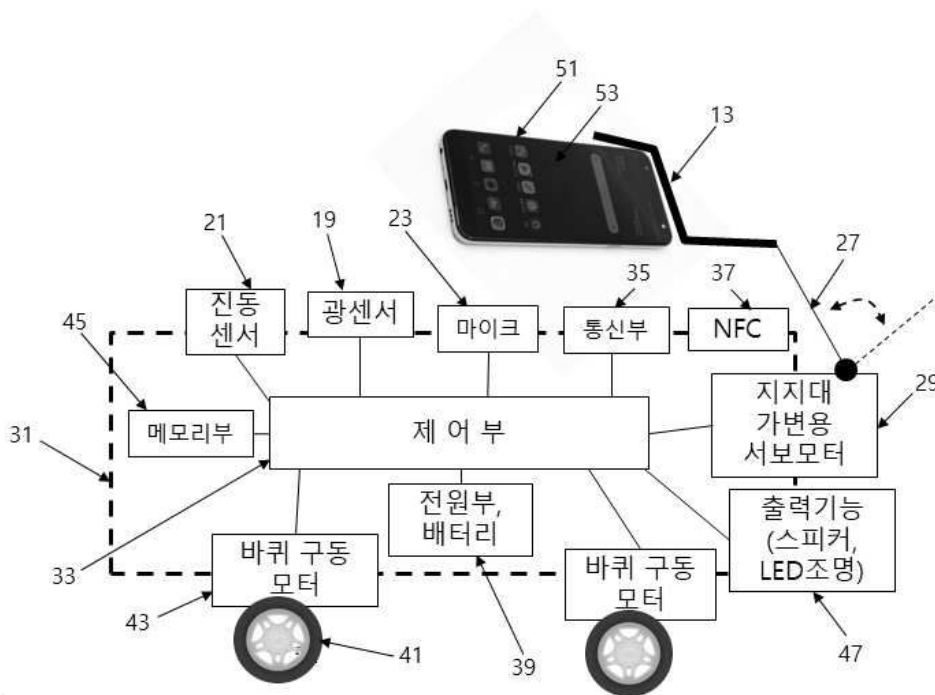 51
53
13
21
19
23
35
37
27
진동
센서
광센서
마이크
통신부
NFC
45
지지대
가변용
서보모터
29
메모리부
제 어 부
31
출력기능
(스피커,
LED조명)
전원부,
배터리
바퀴 구동
모터
바퀴 구동
모터
33
43
41
39
47